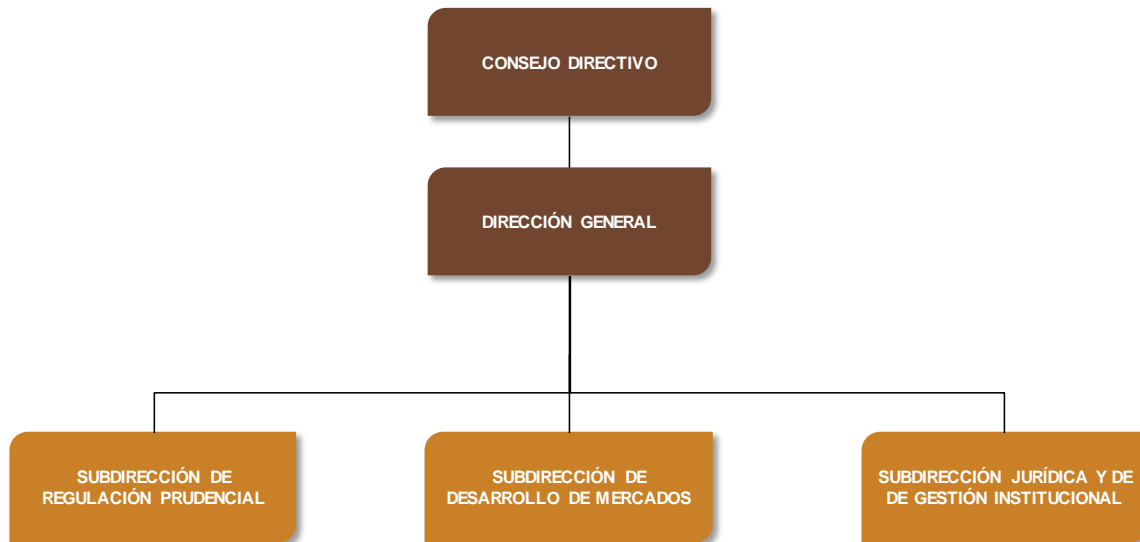 CONSEJO DIRECTIVO
DIRECCIÓN GENERAL
SUBDIRECCIÓN DE
REGULACIÓN PRUDENCIAL
SUBDIRECCIÓN DE
DESARROLLO DE MERCADOS
SUBDIRECCIÓN JURÍDICA Y DE
DE GESTIÓN INSTITUCIONAL